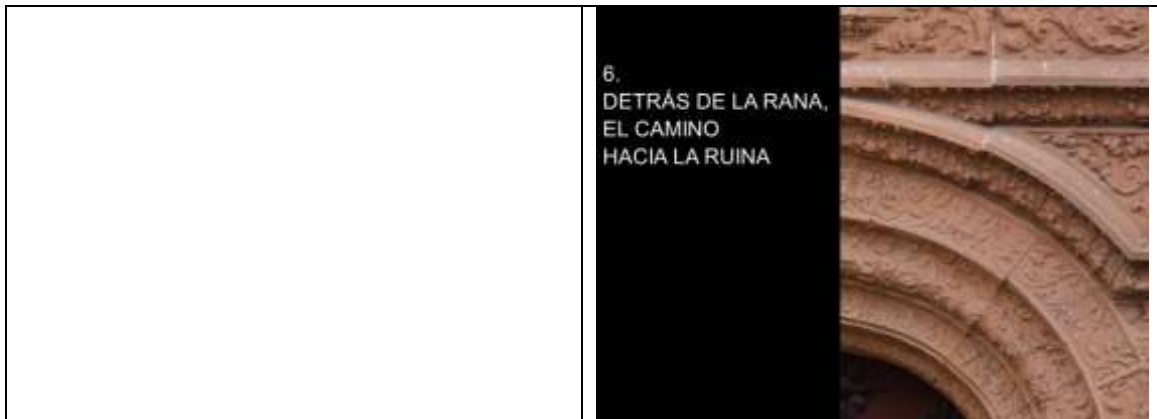 6.
DETRÁS DE LA RANA,
EL CAMINO
HACIA LA RUINA